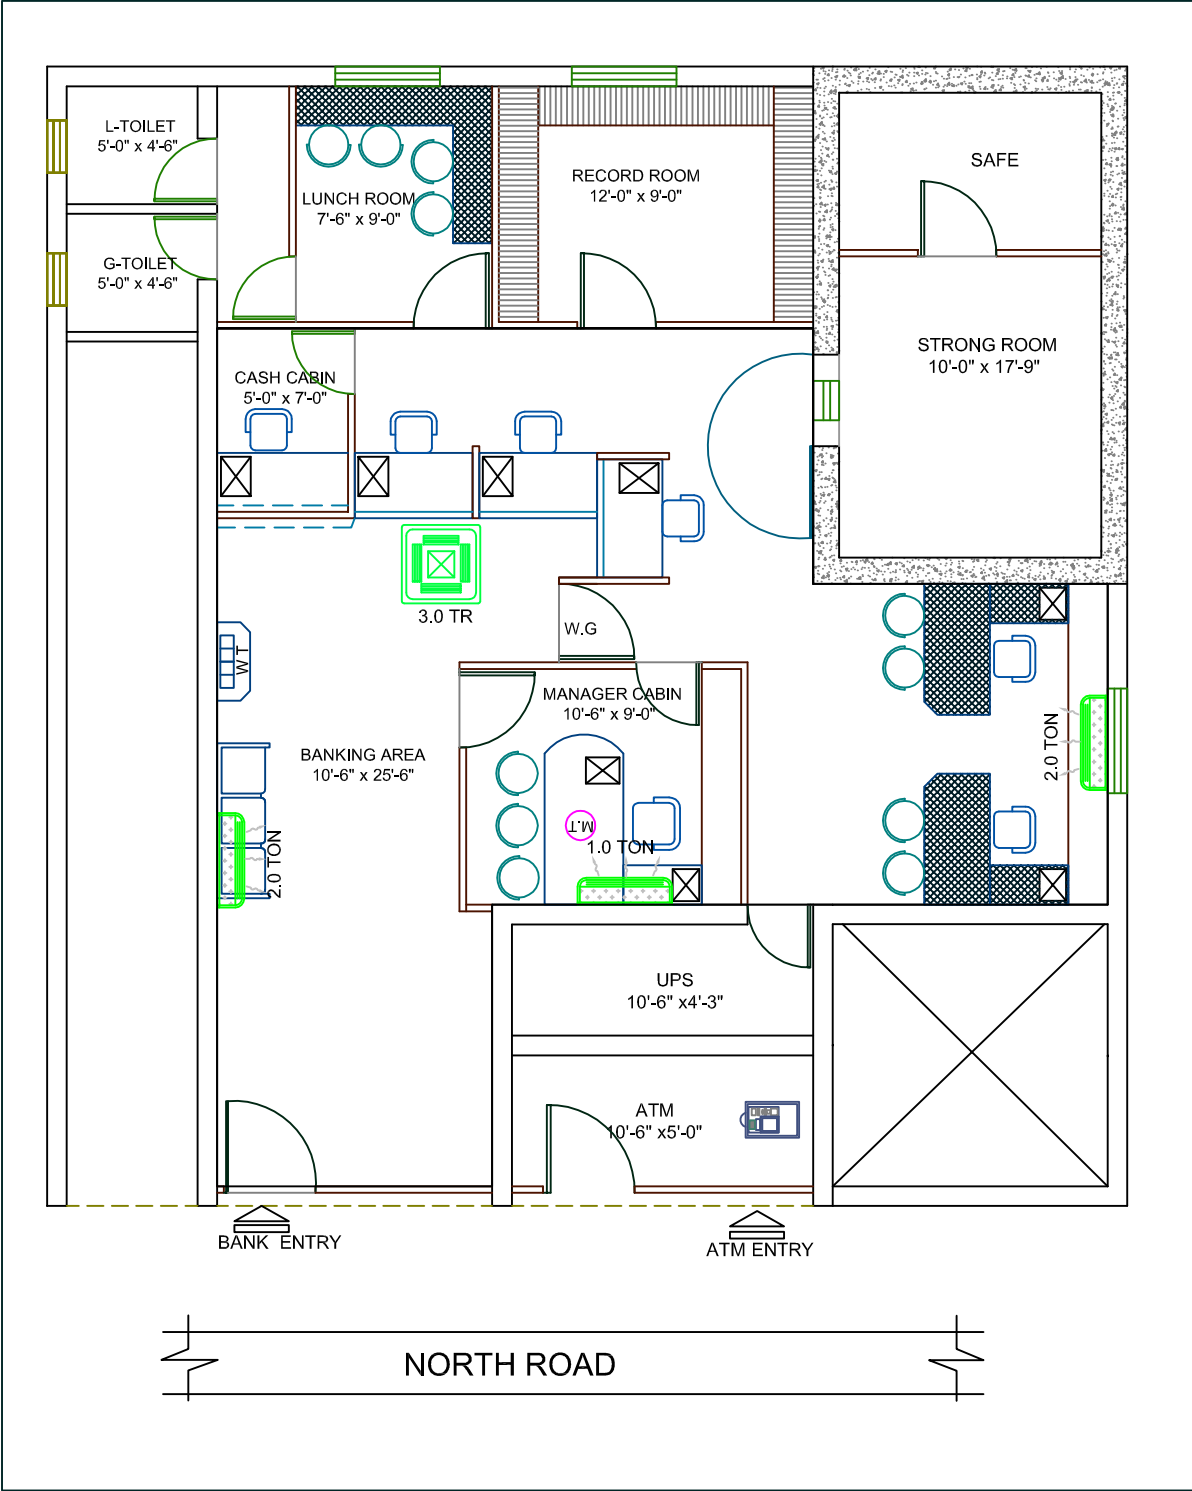 L-TOILET
5'-0" x 4'-6"
G-TOILET
5'-0" x 4'-6"
LUNCH ROOM
7'-6" x 9'-0"
RECORD ROOM
12'-0" x 9'-0"
SAFE
STRONG ROOM
10'-0" x 17'-9"
CASH CABIN
5'-0" x 7'-0"
3.0 TR
W.G
W T
MANAGER CABIN
10'-6" x 9'-0"
BANKING AREA
10'-6" x 25'-6"
2.0 TON
M.T
1.0 TON
2.0 TON
UPS
10'-6" x4'-3"
ATM
10'-6" x5'-0"
BANK ENTRY
ATM ENTRY
NORTH ROAD